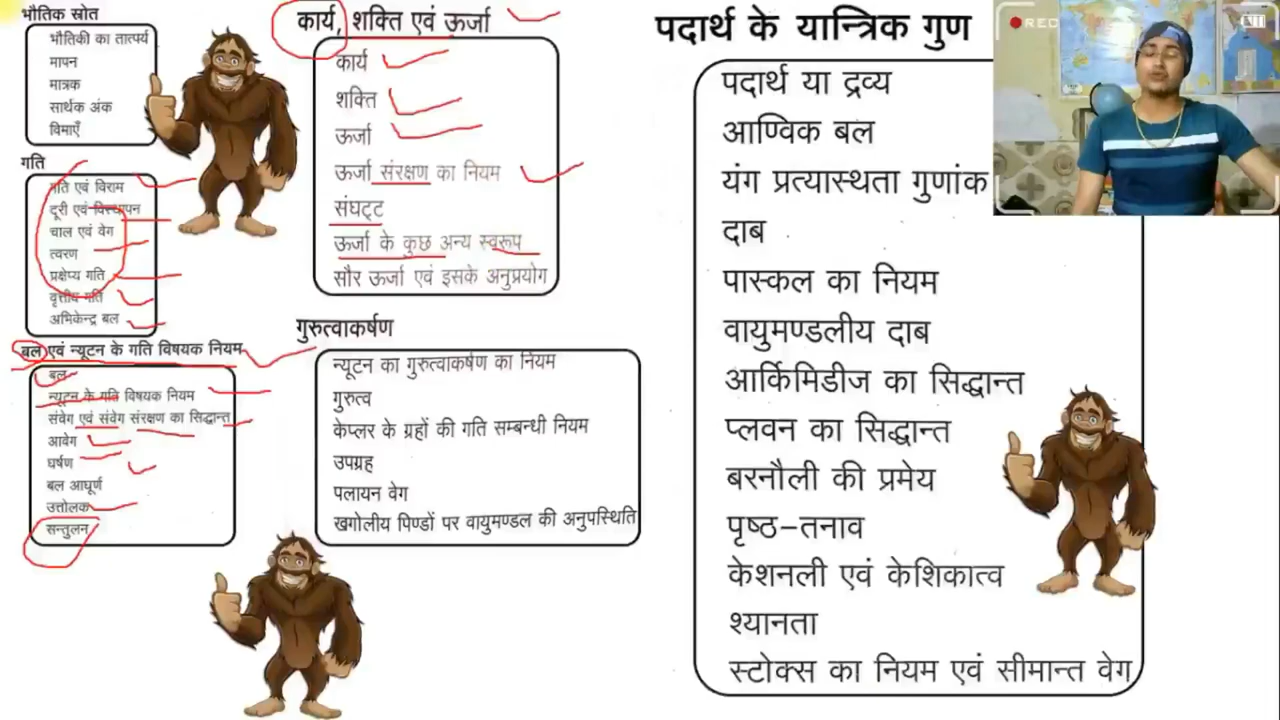 भौतिक स्रोत
भौतिकी का तात्पर्य
मापन
मात्रक
सार्थक अंक
विमाएँ
गति
गति एवं विराम
दूरी एवं विस्थापन
चाल एवं वेग
त्वरण
प्रक्षेप्य गति
वृत्तीय गति
अभिकेन्द्र बल
बल एवं न्यूटन के गति विषयक नियम
बल
न्यूटन के गति विषयक नियम
संवेग एवं संवेग संरक्षण का सिद्धान्त
आवेग
घर्षण
बल आघूर्ण
उत्तोलक
सन्तुलन
कार्य, शक्ति एवं ऊर्जा
कार्य
शक्ति
ऊर्जा
ऊर्जा संरक्षण का नियम
संघट्ट
ऊर्जा के कुछ अन्य स्वरूप
सौर ऊर्जा एवं इसके अनुप्रयोग
गुरुत्वाकर्षण
न्यूटन का गुरुत्वाकर्षण का नियम
गुरुत्व
केप्लर के ग्रहों की गति सम्बन्धी नियम
उपग्रह
पलायन वेग
खगोलीय पिण्डों पर वायुमण्डल की अनुपस्थिति
पदार्थ के यान्त्रिक गुण
पदार्थ या द्रव्य
आण्विक बल
यंग प्रत्यास्थता गुणांक
दाब
पास्कल का नियम
वायुमण्डलीय दाब
आर्किमिडीज का सिद्धान्त
प्लवन का सिद्धान्त
बरनौली की प्रमेय
पृष्ठ-तनाव
केशनली एवं केशिकात्व
श्यानता
स्टोक्स का नियम एवं सीमान्त वेग
REC